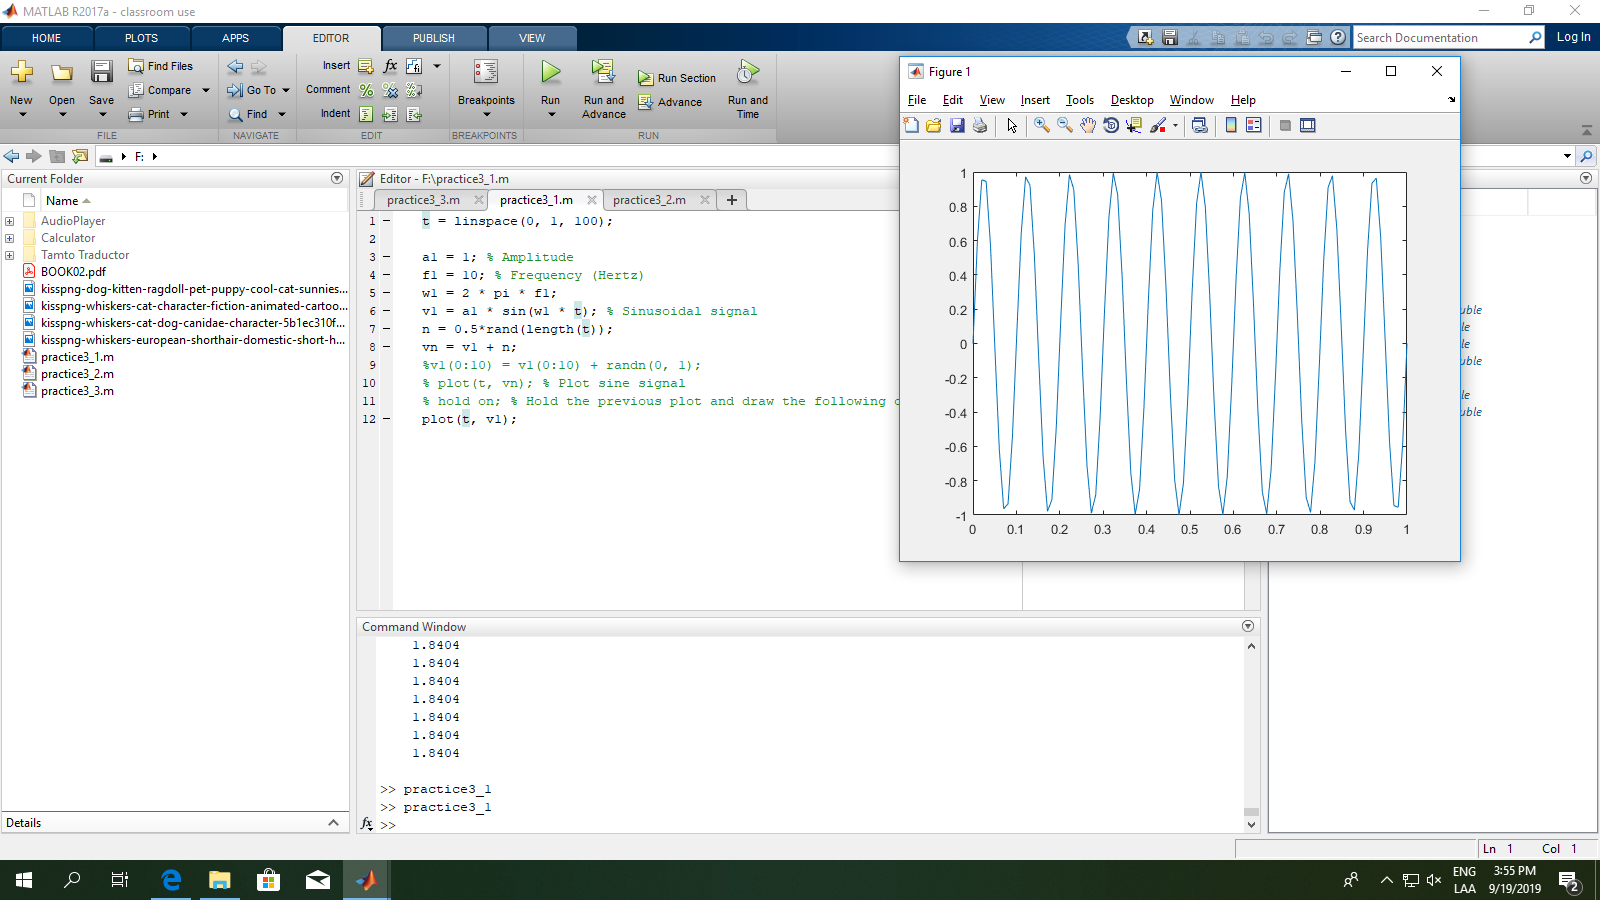 MATLAB R2017a - classroom use
HOME PLOTS APPS EDITOR PUBLISH VIEW
Search Documentation
Log In
New
Open
Save
Find Files
Compare
Print
FILE
Go To
Find
NAVIGATE
Insert fx
Comment
Indent
EDIT
Breakpoints
BREAKPOINTS
Run
Run and Advance
Run Section
Advance
Run and Time
RUN
F:
Current Folder
Name
AudioPlayer
Calculator
Tamto Traductor
BOOK02.pdf
kisspng-dog-kitten-ragdoll-pet-puppy-cool-cat-sunnies...
kisspng-whiskers-cat-character-fiction-animated-cartoo...
kisspng-whiskers-cat-dog-canidae-character-5b1ec310f...
kisspng-whiskers-european-shorthair-domestic-short-h...
practice3_1.m
practice3_2.m
practice3_3.m
Details
Editor - F:\practice3_1.m
practice3_3.m practice3_1.m practice3_2.m
1 t = linspace(0, 1, 100);
2
3 a1 = 1; % Amplitude
4 f1 = 10; % Frequency (Hertz)
5 w1 = 2 * pi * f1;
6 v1 = a1 * sin(w1 * t); % Sinusoidal signal
7 n = 0.5*rand(length(t));
8 vn = v1 + n;
9 %v1(0:10) = v1(0:10) + randn(0, 1);
10 % plot(t, vn); % Plot sine signal
11 % hold on; % Hold the previous plot and draw the following
12 plot(t, v1);
Figure 1
File Edit View Insert Tools Desktop Window Help
1
0.8
0.6
0.4
0.2
0
-0.2
-0.4
-0.6
-0.8
-1
0 0.1 0.2 0.3 0.4 0.5 0.6 0.7 0.8 0.9 1
Command Window
1.8404
1.8404
1.8404
1.8404
1.8404
1.8404
1.8404
>> practice3_1
>> practice3_1
fx >>
Ln 1 Col 1
ENG
LAA
3:55 PM
9/19/2019
2